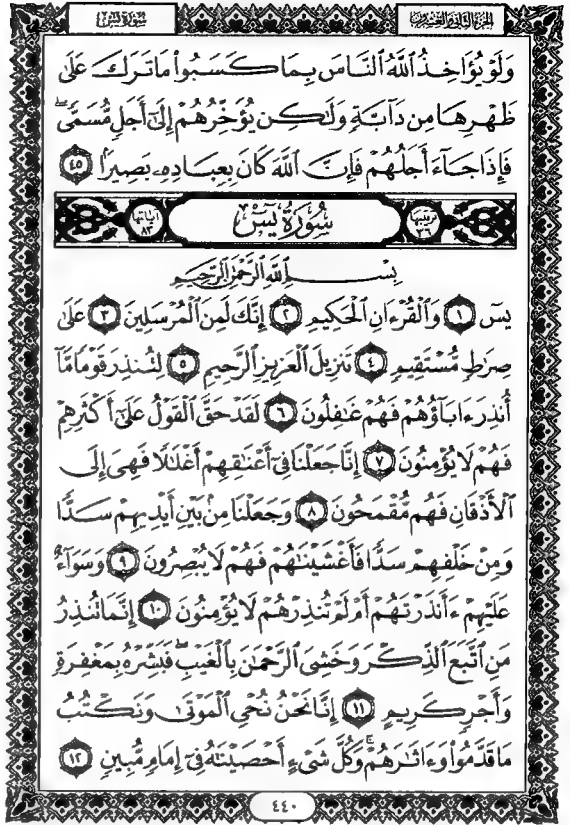 سُورَةُ يسٓ
الجزء الثاني والعشرون
وَلَوۡ يُؤَاخِذُ ٱللَّهُ ٱلنَّاسَ بِمَا كَسَبُواْ مَا تَرَكَ عَلَىٰ
ظَهۡرِهَا مِن دَآبَّةٖ وَلَٰكِن يُؤَخِّرُهُمۡ إِلَىٰٓ أَجَلٖ مُّسَمّٗىۖ
فَإِذَا جَآءَ أَجَلُهُمۡ فَإِنَّ ٱللَّهَ كَانَ بِعِبَادِهِۦ بَصِيرَۢا ٤٥
ترتيبها ٣٦ سُورَةُ يسٓ آياتها ٨٣
بِسۡمِ ٱللَّهِ ٱلرَّحۡمَٰنِ ٱلرَّحِيمِ
يسٓ ١ وَٱلۡقُرۡءَانِ ٱلۡحَكِيمِ ٢ إِنَّكَ لَمِنَ ٱلۡمُرۡسَلِينَ ٣ عَلَىٰ
صِرَٰطٖ مُّسۡتَقِيمٖ ٤ تَنزِيلَ ٱلۡعَزِيزِ ٱلرَّحِيمِ ٥ لِتُنذِرَ قَوۡمٗا مَّآ
أُنذِرَ ءَابَآؤُهُمۡ فَهُمۡ غَٰفِلُونَ ٦ لَقَدۡ حَقَّ ٱلۡقَوۡلُ عَلَىٰٓ أَكۡثَرِهِمۡ
فَهُمۡ لَا يُؤۡمِنُونَ ٧ إِنَّا جَعَلۡنَا فِيٓ أَعۡنَٰقِهِمۡ أَغۡلَٰلٗا فَهِيَ إِلَى
ٱلۡأَذۡقَانِ فَهُم مُّقۡمَحُونَ ٨ وَجَعَلۡنَا مِنۢ بَيۡنِ أَيۡدِيهِمۡ سَدّٗا
وَمِنۡ خَلۡفِهِمۡ سَدّٗا فَأَغۡشَيۡنَٰهُمۡ فَهُمۡ لَا يُبۡصِرُونَ ٩ وَسَوَآءٌ
عَلَيۡهِمۡ ءَأَنذَرۡتَهُمۡ أَمۡ لَمۡ تُنذِرۡهُمۡ لَا يُؤۡمِنُونَ ١٠ إِنَّمَا تُنذِرُ
مَنِ ٱتَّبَعَ ٱلذِّكۡرَ وَخَشِيَ ٱلرَّحۡمَٰنَ بِٱلۡغَيۡبِۖ فَبَشِّرۡهُ بِمَغۡفِرَةٖ
وَأَجۡرٖ كَرِيمٍ ١١ إِنَّا نَحۡنُ نُحۡيِ ٱلۡمَوۡتَىٰ وَنَكۡتُبُ
مَا قَدَّمُواْ وَءَاثَٰرَهُمۡۚ وَكُلَّ شَيۡءٍ أَحۡصَيۡنَٰهُ فِيٓ إِمَامٖ مُّبِينٖ ١٢
٤٤٠